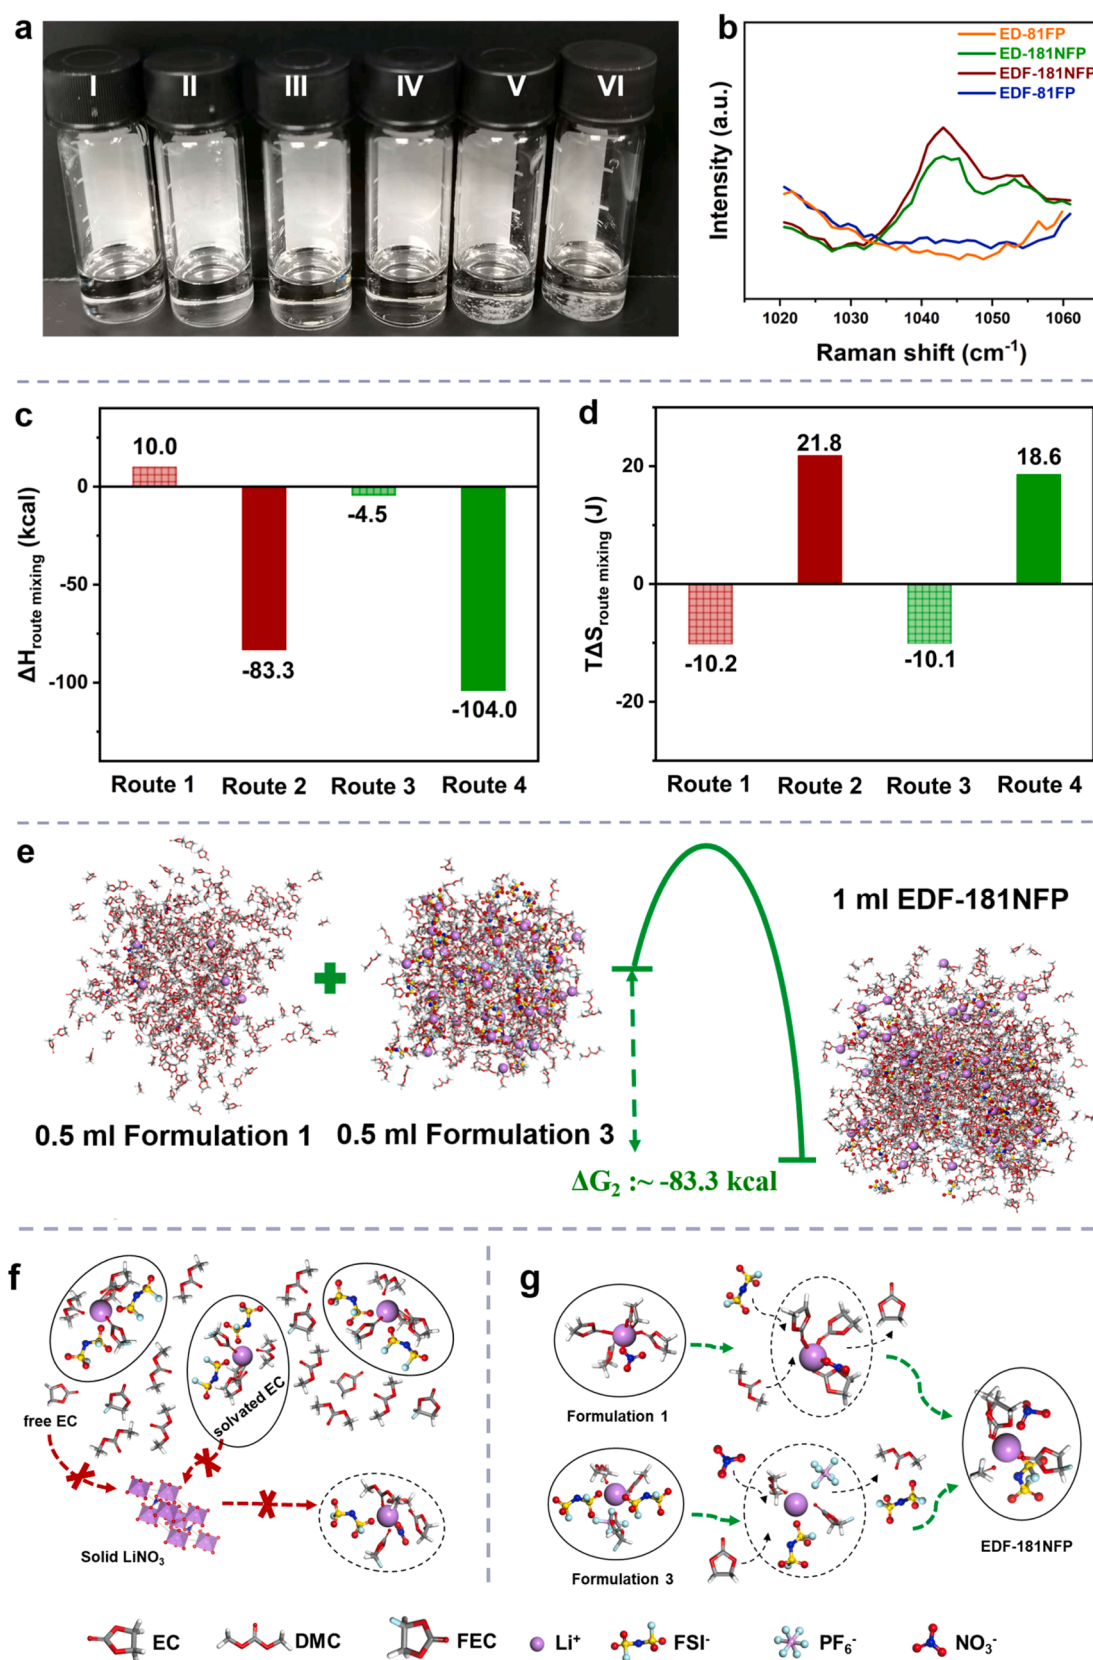 a
I II III IV V VI
b
ED-81FP
ED-181NFP
EDF-181NFP
EDF-81FP
Intensity (a.u.)
1020 1030 1040 1050 1060
Raman shift (cm⁻¹)
c
ΔH route mixing (kcal)
0
-50
-100
10.0
-83.3
-4.5
-104.0
Route 1 Route 2 Route 3 Route 4
d
TΔS route mixing (J)
20
0
-20
-10.2
21.8
-10.1
18.6
Route 1 Route 2 Route 3 Route 4
e
0.5 ml Formulation 1
0.5 ml Formulation 3
1 ml EDF-181NFP
ΔG₂ :~ -83.3 kcal
f
free EC
solvated EC
Solid LiNO₃
g
Formulation 1
Formulation 3
EDF-181NFP
EC DMC FEC Li⁺ FSI⁻ PF₆⁻ NO₃⁻